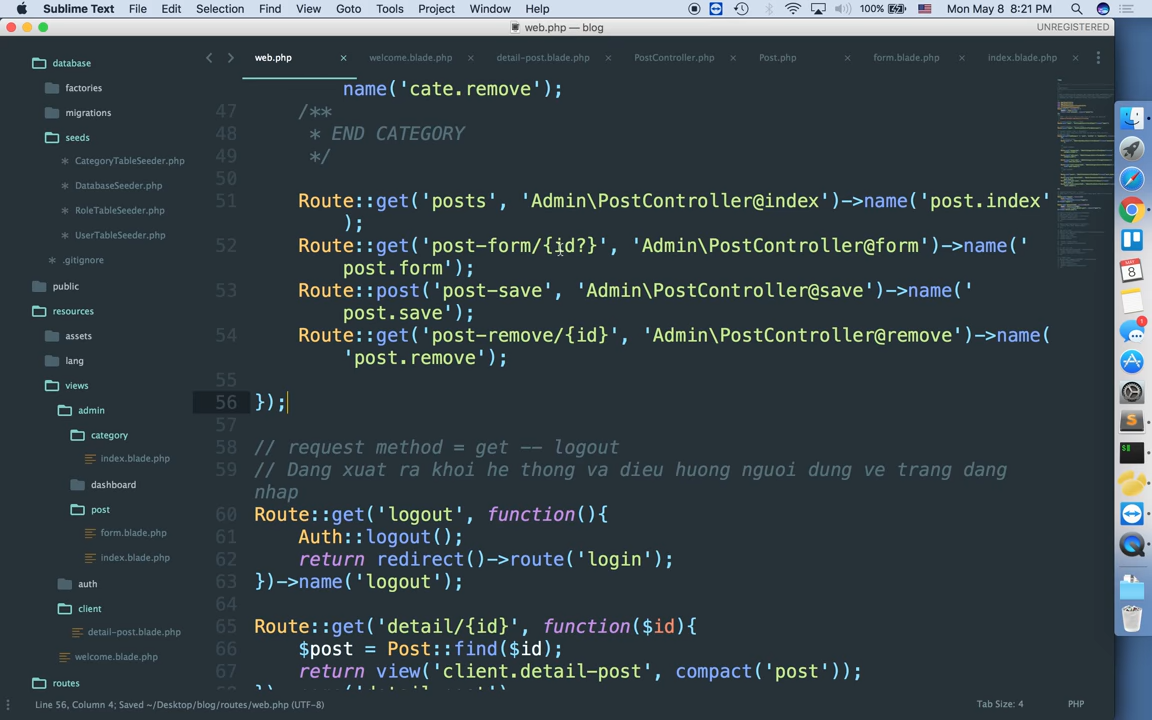 Sublime Text File Edit Selection Find View Goto Tools Project Window Help 100% Mon May 8 8:21 PM
web.php — blog UNREGISTERED
web.php welcome.blade.php detail-post.blade.php PostController.php Post.php form.blade.php index.blade.php
database
factories
migrations
seeds
CategoryTableSeeder.php
DatabaseSeeder.php
RoleTableSeeder.php
UserTableSeeder.php
.gitignore
public
resources
assets
lang
views
admin
category
index.blade.php
dashboard
post
form.blade.php
index.blade.php
auth
client
detail-post.blade.php
welcome.blade.php
routes
name('cate.remove');
47 /**
48 * END CATEGORY
49 */
50
51 Route::get('posts', 'Admin\PostController@index')->name('post.index'
);
52 Route::get('post-form/{id?}', 'Admin\PostController@form')->name('
post.form');
53 Route::post('post-save', 'Admin\PostController@save')->name('
post.save');
54 Route::get('post-remove/{id}', 'Admin\PostController@remove')->name(
'post.remove');
55
56 });
57
58 // request method = get -- logout
59 // Dang xuat ra khoi he thong va dieu huong nguoi dung ve trang dang
nhap
60 Route::get('logout', function(){
61 Auth::logout();
62 return redirect()->route('login');
63 })->name('logout');
64
65 Route::get('detail/{id}', function($id){
66 $post = Post::find($id);
67 return view('client.detail-post', compact('post'));
Line 56, Column 4; Saved ~/Desktop/blog/routes/web.php (UTF-8) Tab Size: 4 PHP